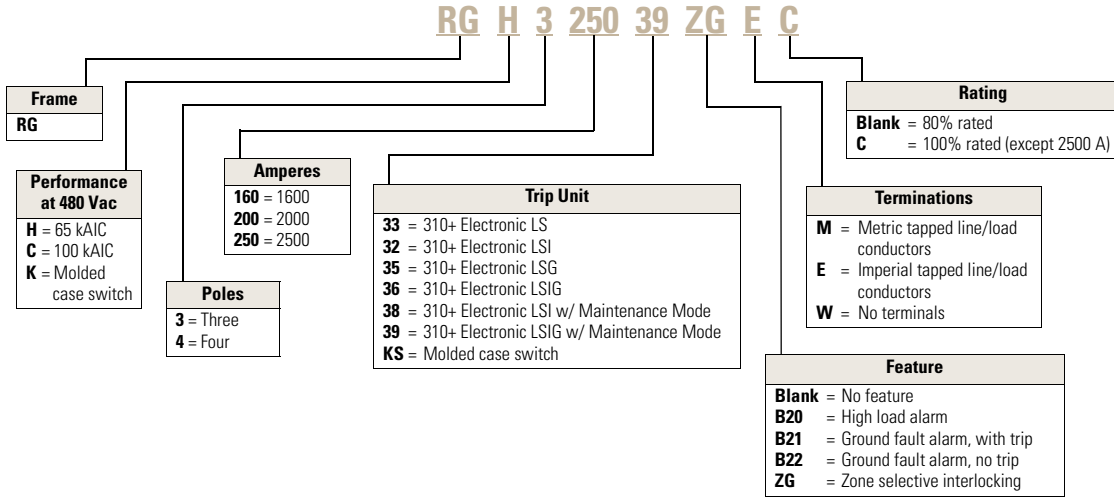 RG H 3 250 39 ZG E C
Frame
RG
Performance
at 480 Vac
H = 65 kAIC
C = 100 kAIC
K = Molded
case switch
Poles
3 = Three
4 = Four
Amperes
160 = 1600
200 = 2000
250 = 2500
Trip Unit
33 = 310+ Electronic LS
32 = 310+ Electronic LSI
35 = 310+ Electronic LSG
36 = 310+ Electronic LSIG
38 = 310+ Electronic LSI w/ Maintenance Mode
39 = 310+ Electronic LSIG w/ Maintenance Mode
KS = Molded case switch
Feature
Blank = No feature
B20 = High load alarm
B21 = Ground fault alarm, with trip
B22 = Ground fault alarm, no trip
ZG = Zone selective interlocking
Terminations
M = Metric tapped line/load
conductors
E = Imperial tapped line/load
conductors
W = No terminals
Rating
Blank = 80% rated
C = 100% rated (except 2500 A)